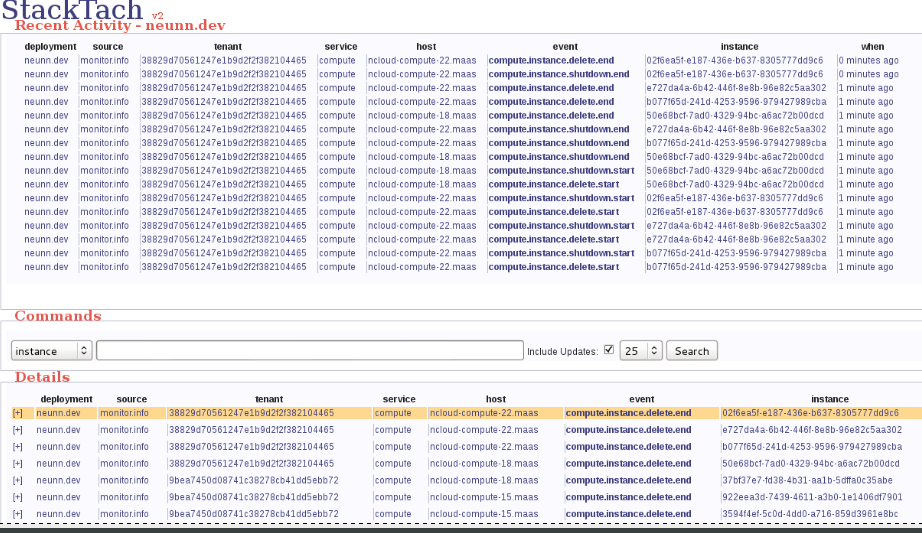 StackTach v2
Recent Activity - neunn.dev
deployment source tenant service host event instance when
neunn.dev monitor.info 38829d70561247e1b9d2f2f382104465 compute ncloud-compute-22.maas compute.instance.delete.end 02f6ea5f-e187-436e-b637-8305777dd9c6 0 minutes ago
neunn.dev monitor.info 38829d70561247e1b9d2f2f382104465 compute ncloud-compute-22.maas compute.instance.shutdown.end 02f6ea5f-e187-436e-b637-8305777dd9c6 0 minutes ago
neunn.dev monitor.info 38829d70561247e1b9d2f2f382104465 compute ncloud-compute-22.maas compute.instance.delete.end e727da4a-6b42-446f-8e8b-96e82c5aa302 1 minute ago
neunn.dev monitor.info 38829d70561247e1b9d2f2f382104465 compute ncloud-compute-22.maas compute.instance.delete.end b077f65d-241d-4253-9596-979427989cba 1 minute ago
neunn.dev monitor.info 38829d70561247e1b9d2f2f382104465 compute ncloud-compute-18.maas compute.instance.delete.end 50e68bcf-7ad0-4329-94bc-a6ac72b00dcd 1 minute ago
neunn.dev monitor.info 38829d70561247e1b9d2f2f382104465 compute ncloud-compute-22.maas compute.instance.shutdown.end e727da4a-6b42-446f-8e8b-96e82c5aa302 1 minute ago
neunn.dev monitor.info 38829d70561247e1b9d2f2f382104465 compute ncloud-compute-22.maas compute.instance.shutdown.end b077f65d-241d-4253-9596-979427989cba 1 minute ago
neunn.dev monitor.info 38829d70561247e1b9d2f2f382104465 compute ncloud-compute-18.maas compute.instance.shutdown.end 50e68bcf-7ad0-4329-94bc-a6ac72b00dcd 1 minute ago
neunn.dev monitor.info 38829d70561247e1b9d2f2f382104465 compute ncloud-compute-18.maas compute.instance.shutdown.start 50e68bcf-7ad0-4329-94bc-a6ac72b00dcd 1 minute ago
neunn.dev monitor.info 38829d70561247e1b9d2f2f382104465 compute ncloud-compute-18.maas compute.instance.delete.start 50e68bcf-7ad0-4329-94bc-a6ac72b00dcd 1 minute ago
neunn.dev monitor.info 38829d70561247e1b9d2f2f382104465 compute ncloud-compute-22.maas compute.instance.shutdown.start 02f6ea5f-e187-436e-b637-8305777dd9c6 1 minute ago
neunn.dev monitor.info 38829d70561247e1b9d2f2f382104465 compute ncloud-compute-22.maas compute.instance.delete.start 02f6ea5f-e187-436e-b637-8305777dd9c6 1 minute ago
neunn.dev monitor.info 38829d70561247e1b9d2f2f382104465 compute ncloud-compute-22.maas compute.instance.shutdown.start e727da4a-6b42-446f-8e8b-96e82c5aa302 1 minute ago
neunn.dev monitor.info 38829d70561247e1b9d2f2f382104465 compute ncloud-compute-22.maas compute.instance.delete.start e727da4a-6b42-446f-8e8b-96e82c5aa302 1 minute ago
neunn.dev monitor.info 38829d70561247e1b9d2f2f382104465 compute ncloud-compute-22.maas compute.instance.shutdown.start b077f65d-241d-4253-9596-979427989cba 1 minute ago
neunn.dev monitor.info 38829d70561247e1b9d2f2f382104465 compute ncloud-compute-22.maas compute.instance.delete.start b077f65d-241d-4253-9596-979427989cba 1 minute ago
Commands
instance Include Updates: 25 Search
Details
deployment source tenant service host event instance
[+] neunn.dev monitor.info 38829d70561247e1b9d2f2f382104465 compute ncloud-compute-22.maas compute.instance.delete.end 02f6ea5f-e187-436e-b637-8305777dd9c6
[+] neunn.dev monitor.info 38829d70561247e1b9d2f2f382104465 compute ncloud-compute-22.maas compute.instance.delete.end e727da4a-6b42-446f-8e8b-96e82c5aa302
[+] neunn.dev monitor.info 38829d70561247e1b9d2f2f382104465 compute ncloud-compute-22.maas compute.instance.delete.end b077f65d-241d-4253-9596-979427989cba
[+] neunn.dev monitor.info 38829d70561247e1b9d2f2f382104465 compute ncloud-compute-18.maas compute.instance.delete.end 50e68bcf-7ad0-4329-94bc-a6ac72b00dcd
[+] neunn.dev monitor.info 9bea7450d08741c38278cb41dd5ebb72 compute ncloud-compute-18.maas compute.instance.delete.end 37bf37e7-fd38-4b31-aa1b-5dffa0c35abe
[+] neunn.dev monitor.info 9bea7450d08741c38278cb41dd5ebb72 compute ncloud-compute-15.maas compute.instance.delete.end 922eea3d-7439-4611-a3b0-1e1406df7901
[+] neunn.dev monitor.info 9bea7450d08741c38278cb41dd5ebb72 compute ncloud-compute-15.maas compute.instance.delete.end 3594f4ef-5c0d-4dd0-a716-859d3961e8bc